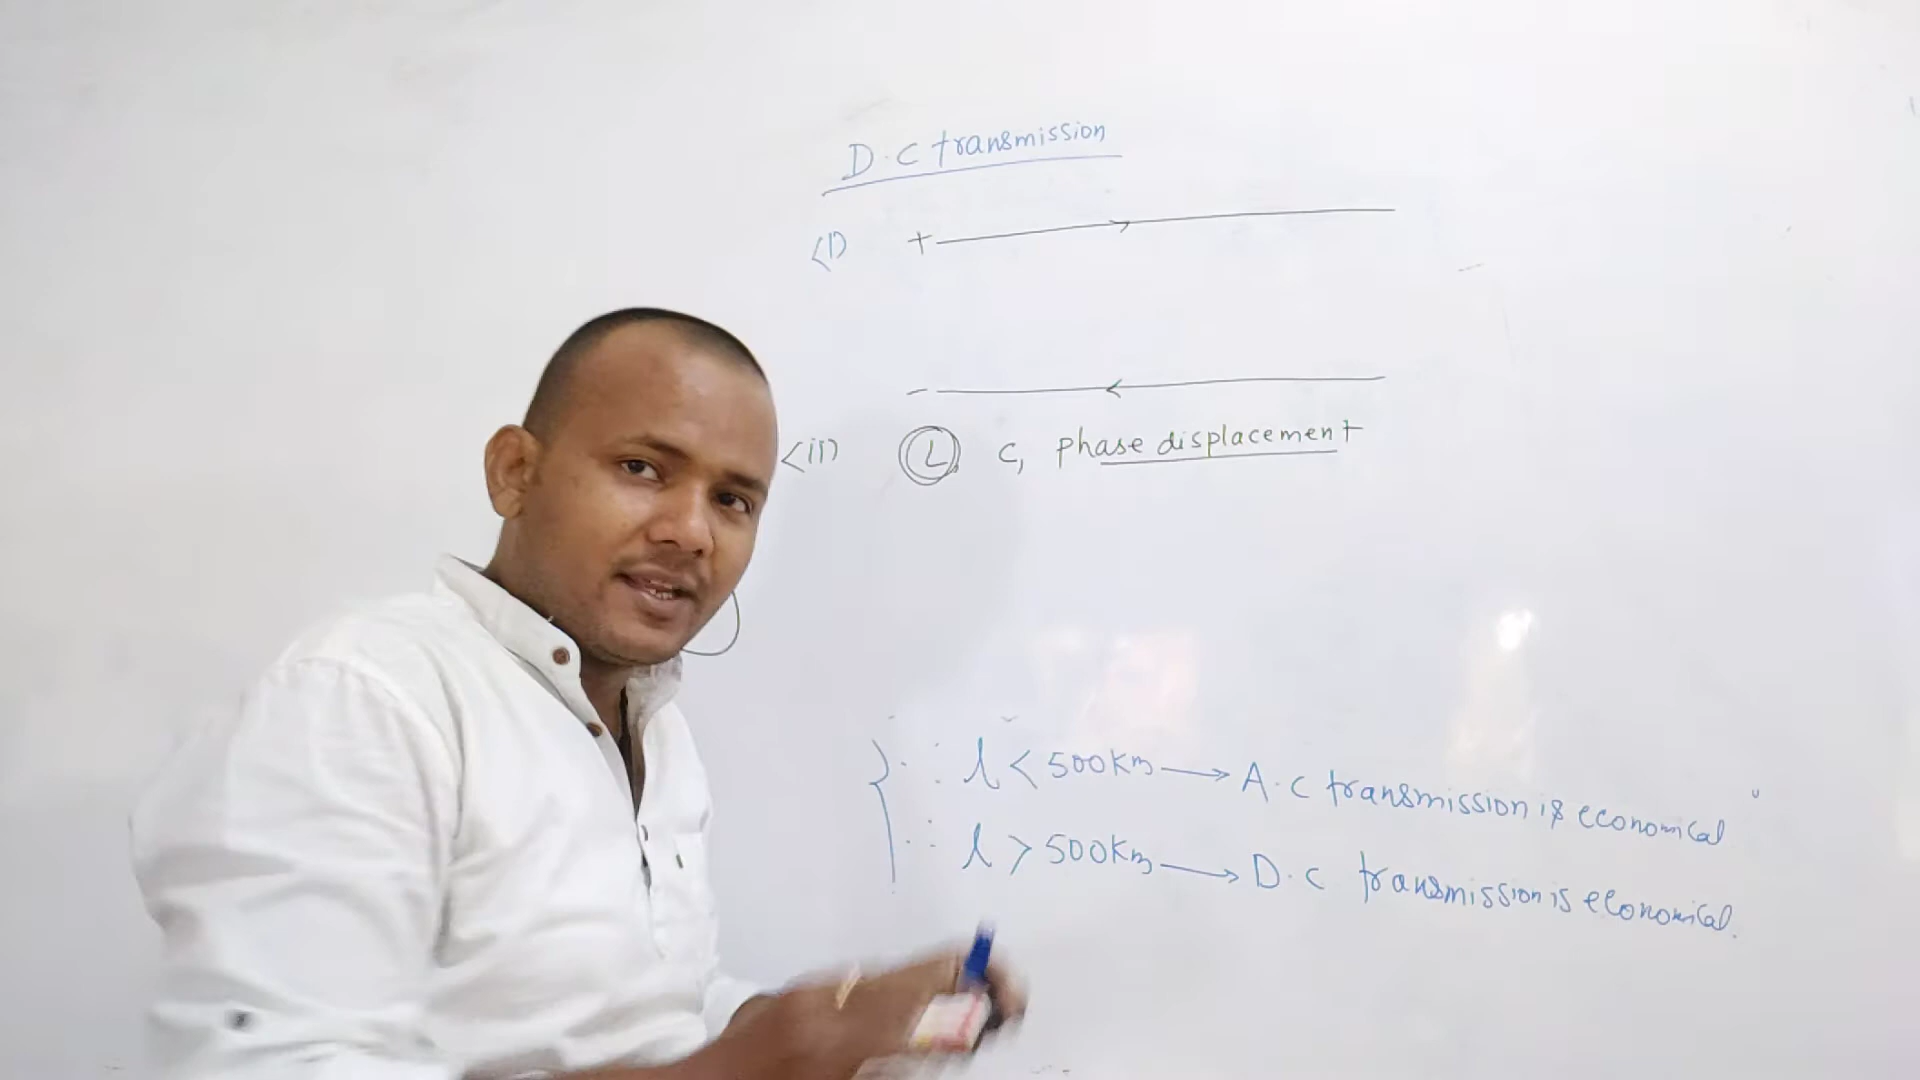 D.C transmission
<I) +
-
<II) L, C, phase displacement
∴ l < 500km → A.C transmission is economical
∴ l > 500km → D.C transmission is economical.